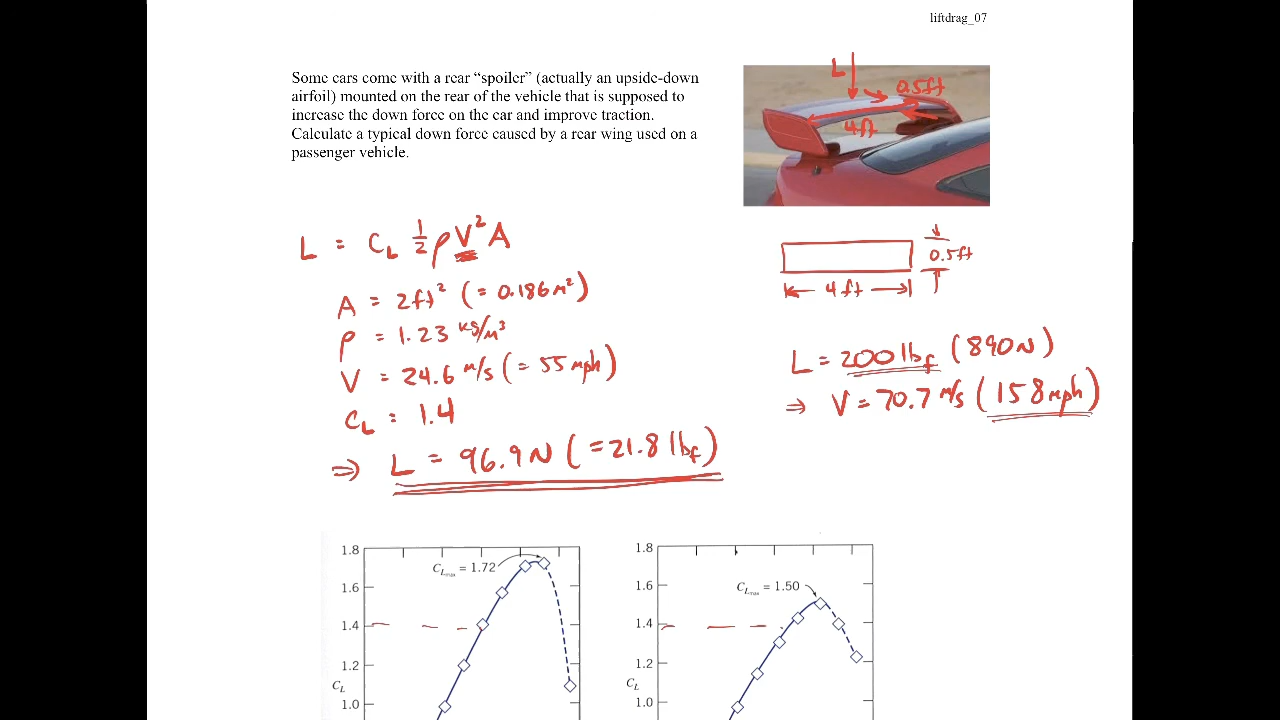 liftdrag_07
Some cars come with a rear “spoiler” (actually an upside-down
airfoil) mounted on the rear of the vehicle that is supposed to
increase the down force on the car and improve traction.
Calculate a typical down force caused by a rear wing used on a
passenger vehicle.
L
0.5ft
4ft
L = C_L 1/2 ρ V² A
A = 2ft² (= 0.186m²)
ρ = 1.23 kg/m³
V = 24.6 m/s (= 55 mph)
C_L = 1.4
⇒ L = 96.9N (= 21.8 lbf)
0.5ft
4ft
L = 200 lbf (890N)
⇒ V = 70.7 m/s (158 mph)
1.8
1.6
1.4
1.2
C_L
1.0
C_Lmax = 1.72
1.8
1.6
1.4
1.2
C_L
1.0
C_Lmax = 1.50